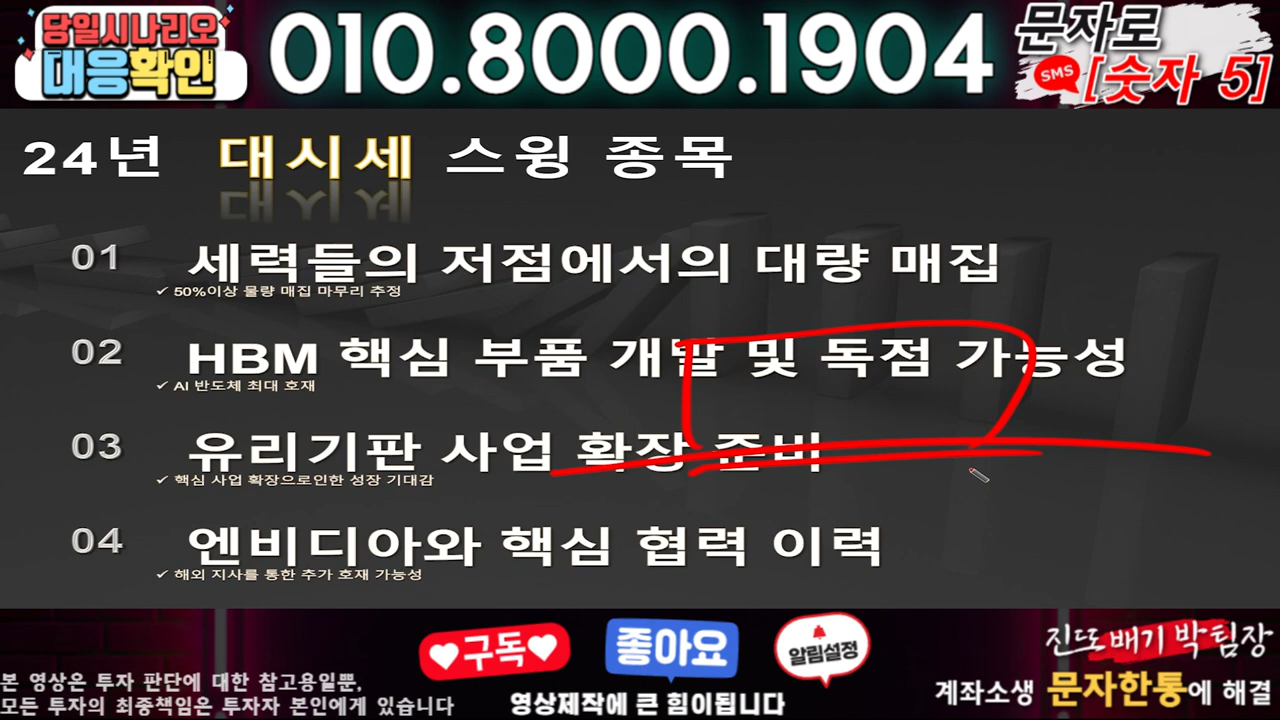 당일시나리오
대응확인
010.8000.1904
문자로
SMS
[숫자 5]
24년 대시세 스윙 종목
01 세력들의 저점에서의 대량 매집
✓ 50%이상 물량 매집 마무리 추정
02 HBM 핵심 부품 개발 및 독점 가능성
✓ AI 반도체 최대 호재
03 유리기판 사업 확장 준비
✓ 핵심 사업 확장으로인한 성장 기대감
04 엔비디아와 핵심 협력 이력
✓ 해외 지사를 통한 추가 호재 가능성
구독
좋아요
알림설정
영상제작에 큰 힘이됩니다
본 영상은 투자 판단에 대한 참고용일뿐,
모든 투자의 최종책임은 투자자 본인에게 있습니다
진또배기 박팀장
계좌소생 문자한통에 해결